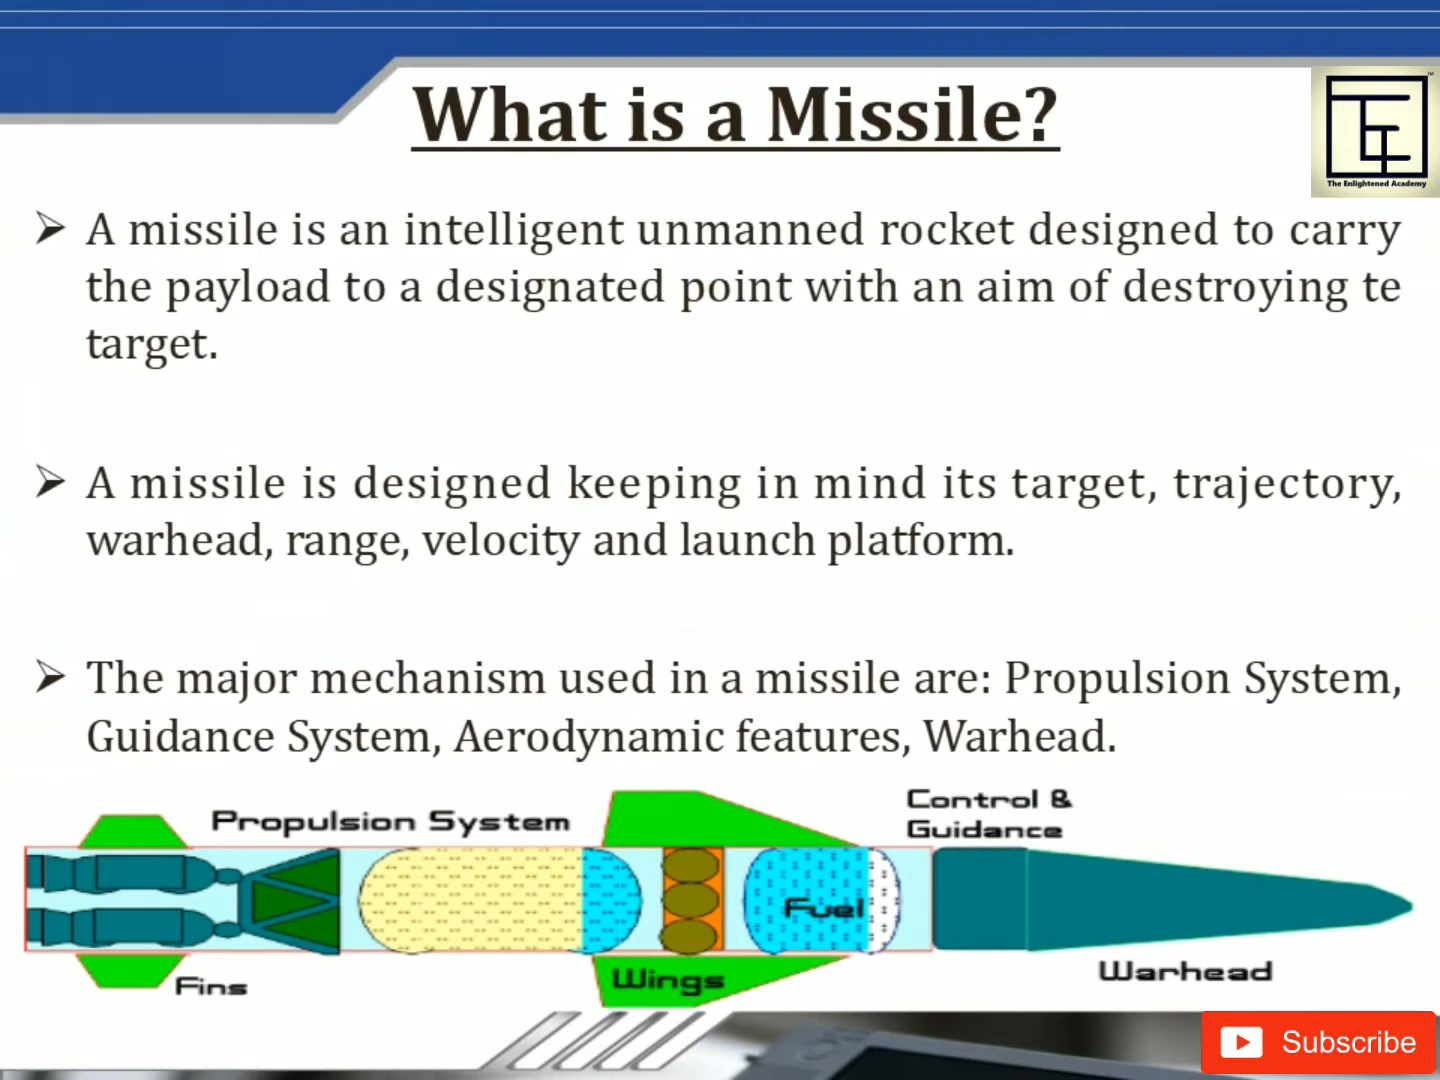 What is a Missile?
The Enlightened Academy
➢ A missile is an intelligent unmanned rocket designed to carry
the payload to a designated point with an aim of destroying te
target.
➢ A missile is designed keeping in mind its target, trajectory,
warhead, range, velocity and launch platform.
➢ The major mechanism used in a missile are: Propulsion System,
Guidance System, Aerodynamic features, Warhead.
Propulsion System
Control &
Guidance
Fuel
Fins
Wings
Warhead
Subscribe